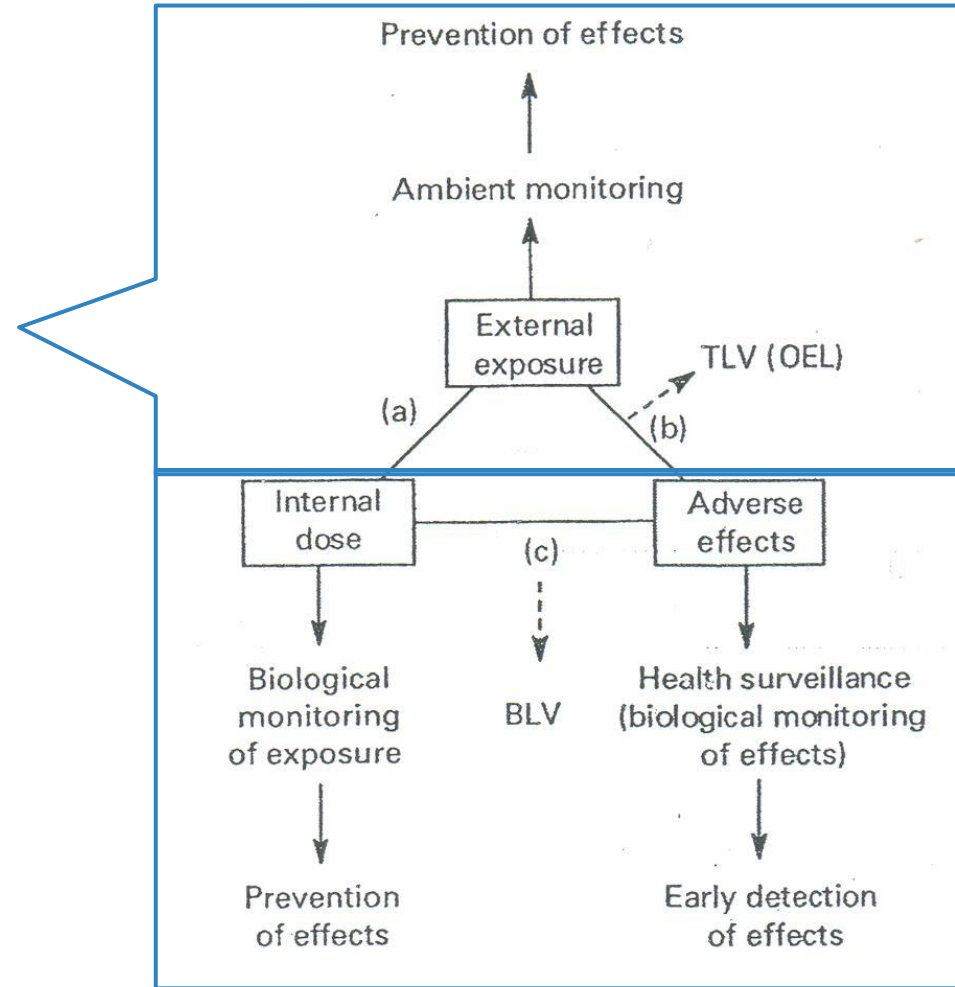 Prevention of effects
Ambient monitoring
External
exposure
TLV (OEL)
(a)
(b)
Internal
dose
Adverse
effects
(c)
Biological
monitoring
of exposure
BLV
Health surveillance
(biological monitoring
of effects)
Prevention
of effects
Early detection
of effects